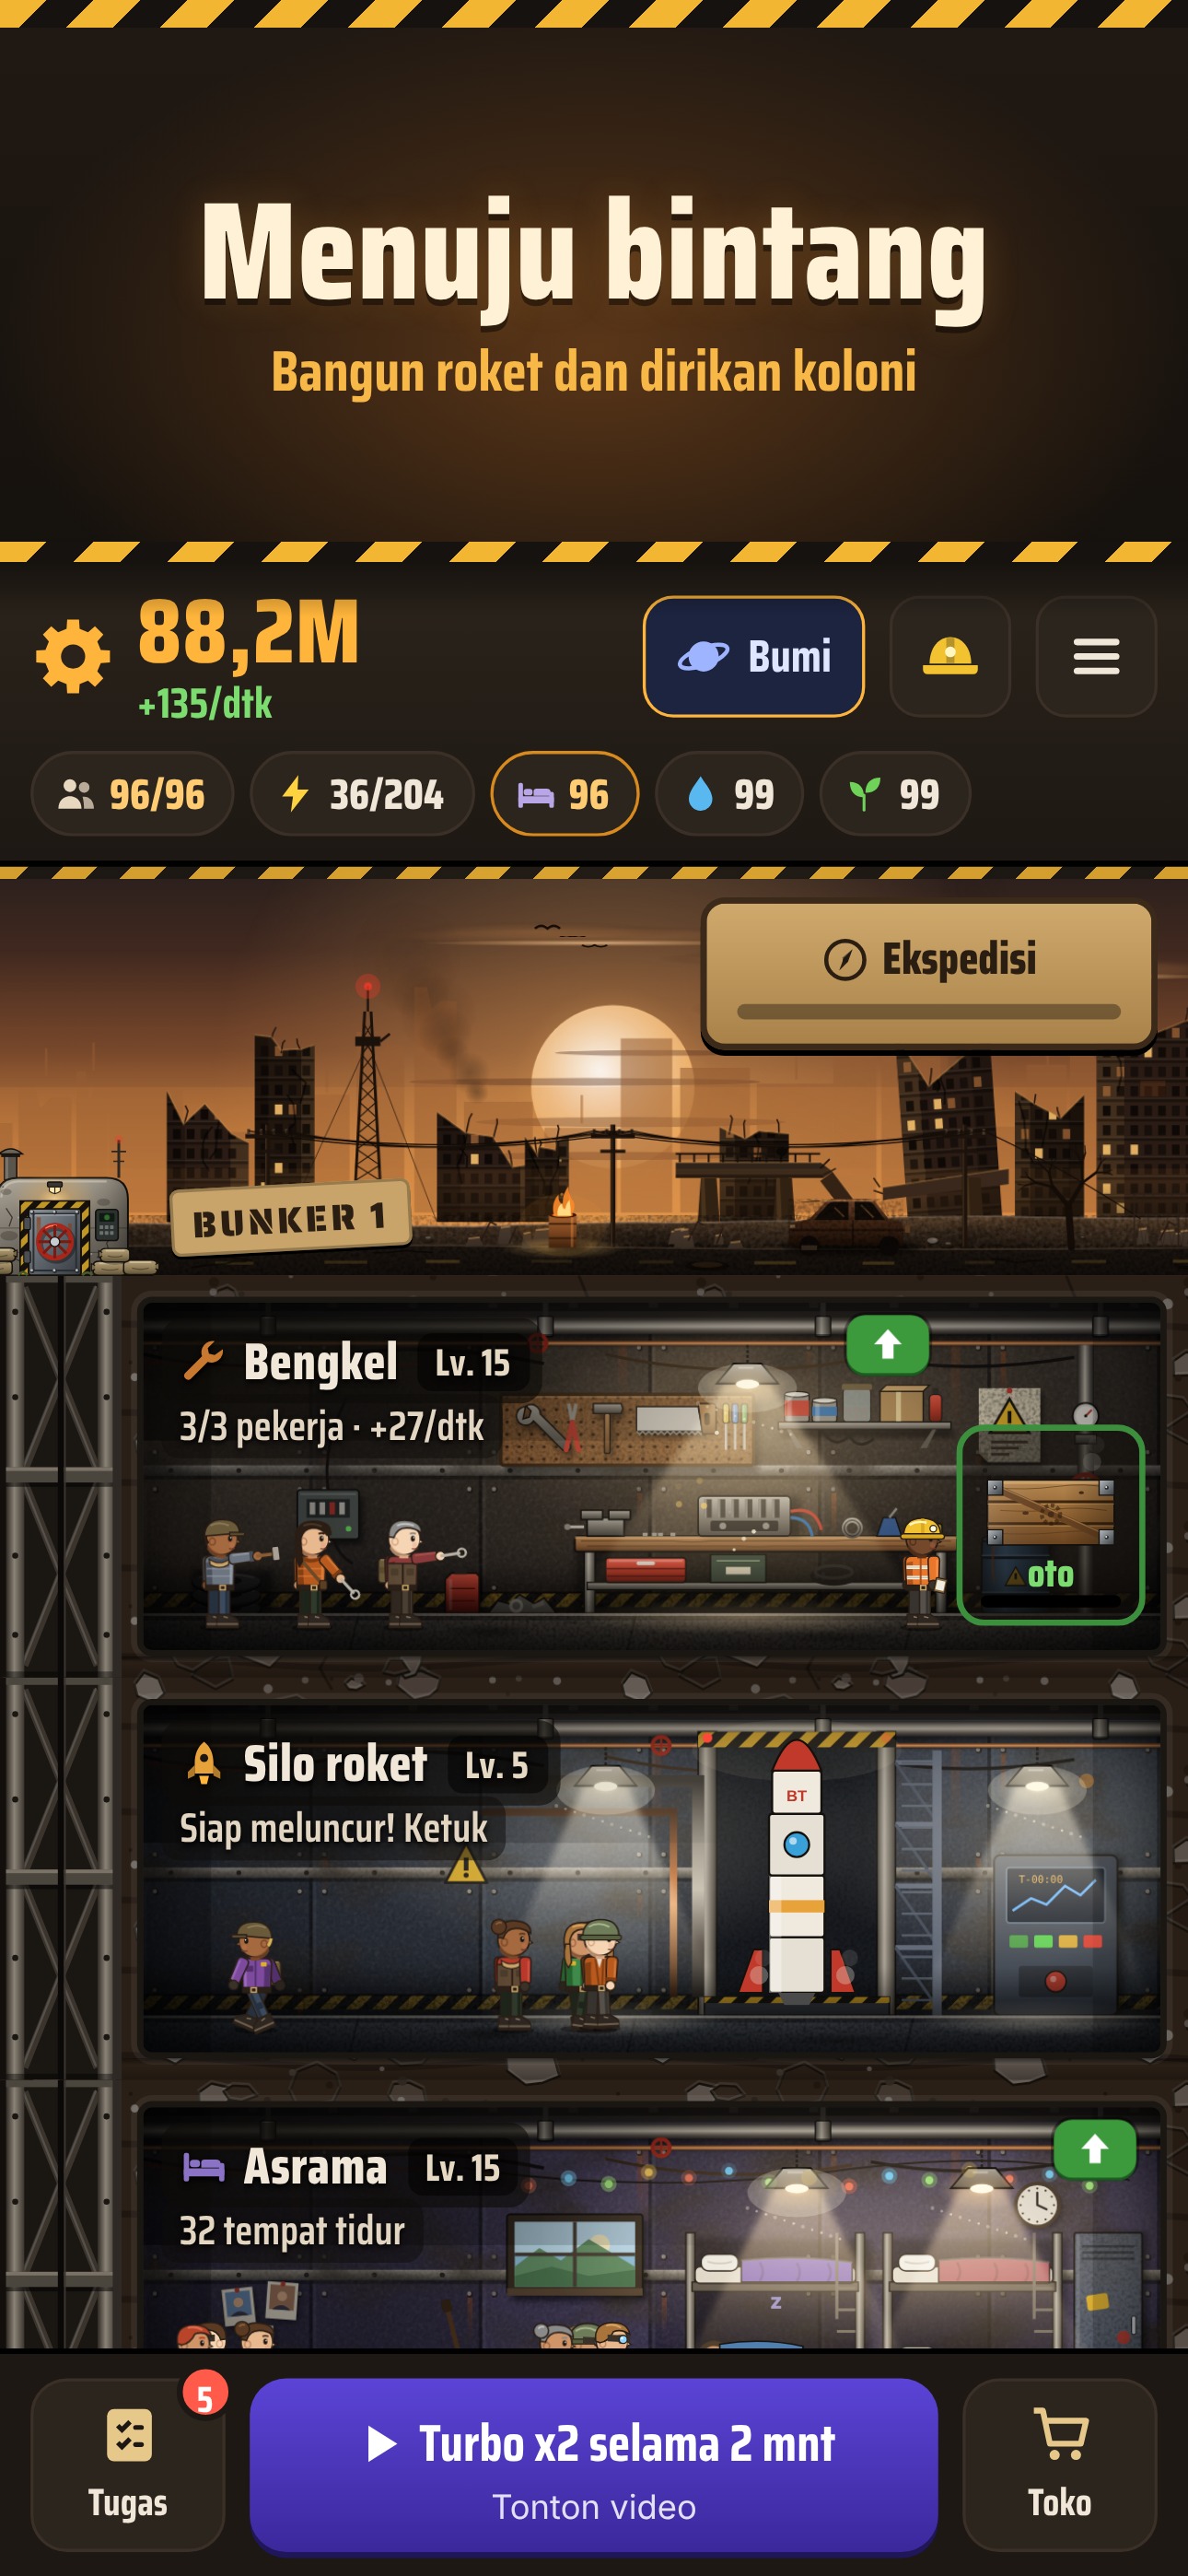 Menuju bintang
Bangun roket dan dirikan koloni
88,2M
+135/dtk
Bumi
96/96
36/204
96
99
99
Ekspedisi
BUNKER 1
Bengkel Lv. 15
3/3 pekerja · +27/dtk
oto
Silo roket Lv. 5
Siap meluncur! Ketuk
BT
T-00:00
Asrama Lv. 15
32 tempat tidur
z
5
Tugas
Turbo x2 selama 2 mnt
Tonton video
Toko